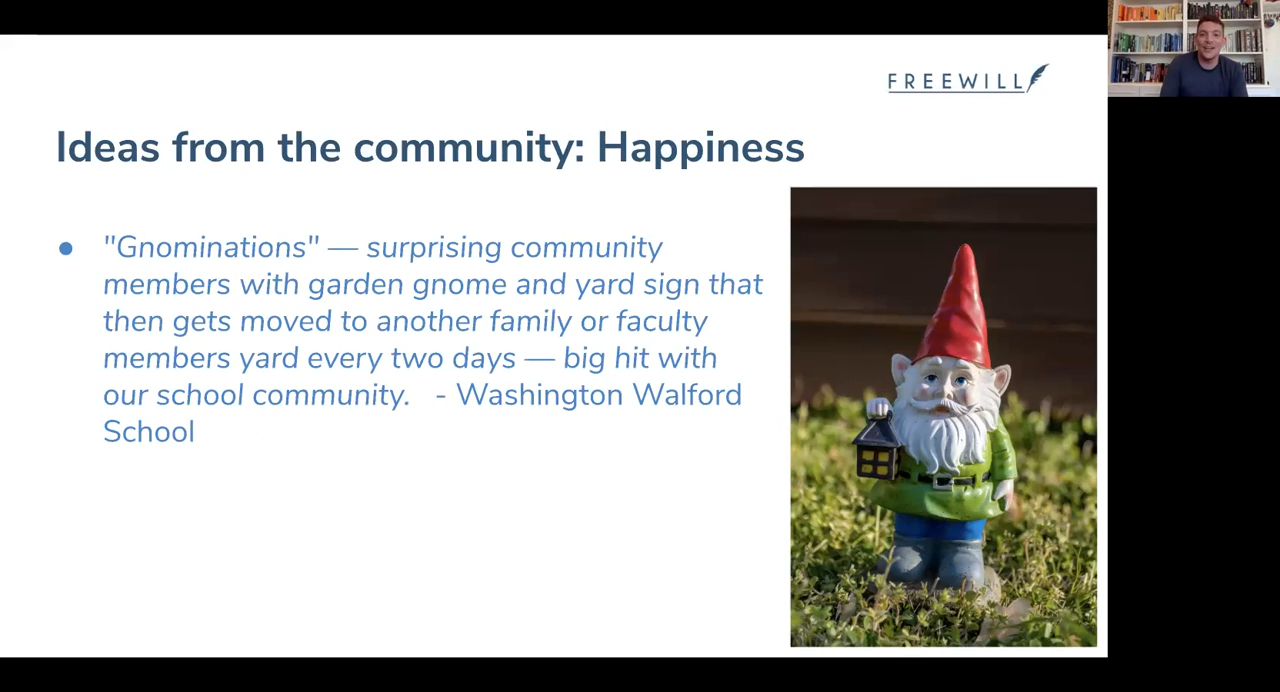 FREEWILL
Ideas from the community: Happiness
● "Gnominations" — surprising community
members with garden gnome and yard sign that
then gets moved to another family or faculty
members yard every two days — big hit with
our school community. - Washington Walford
School